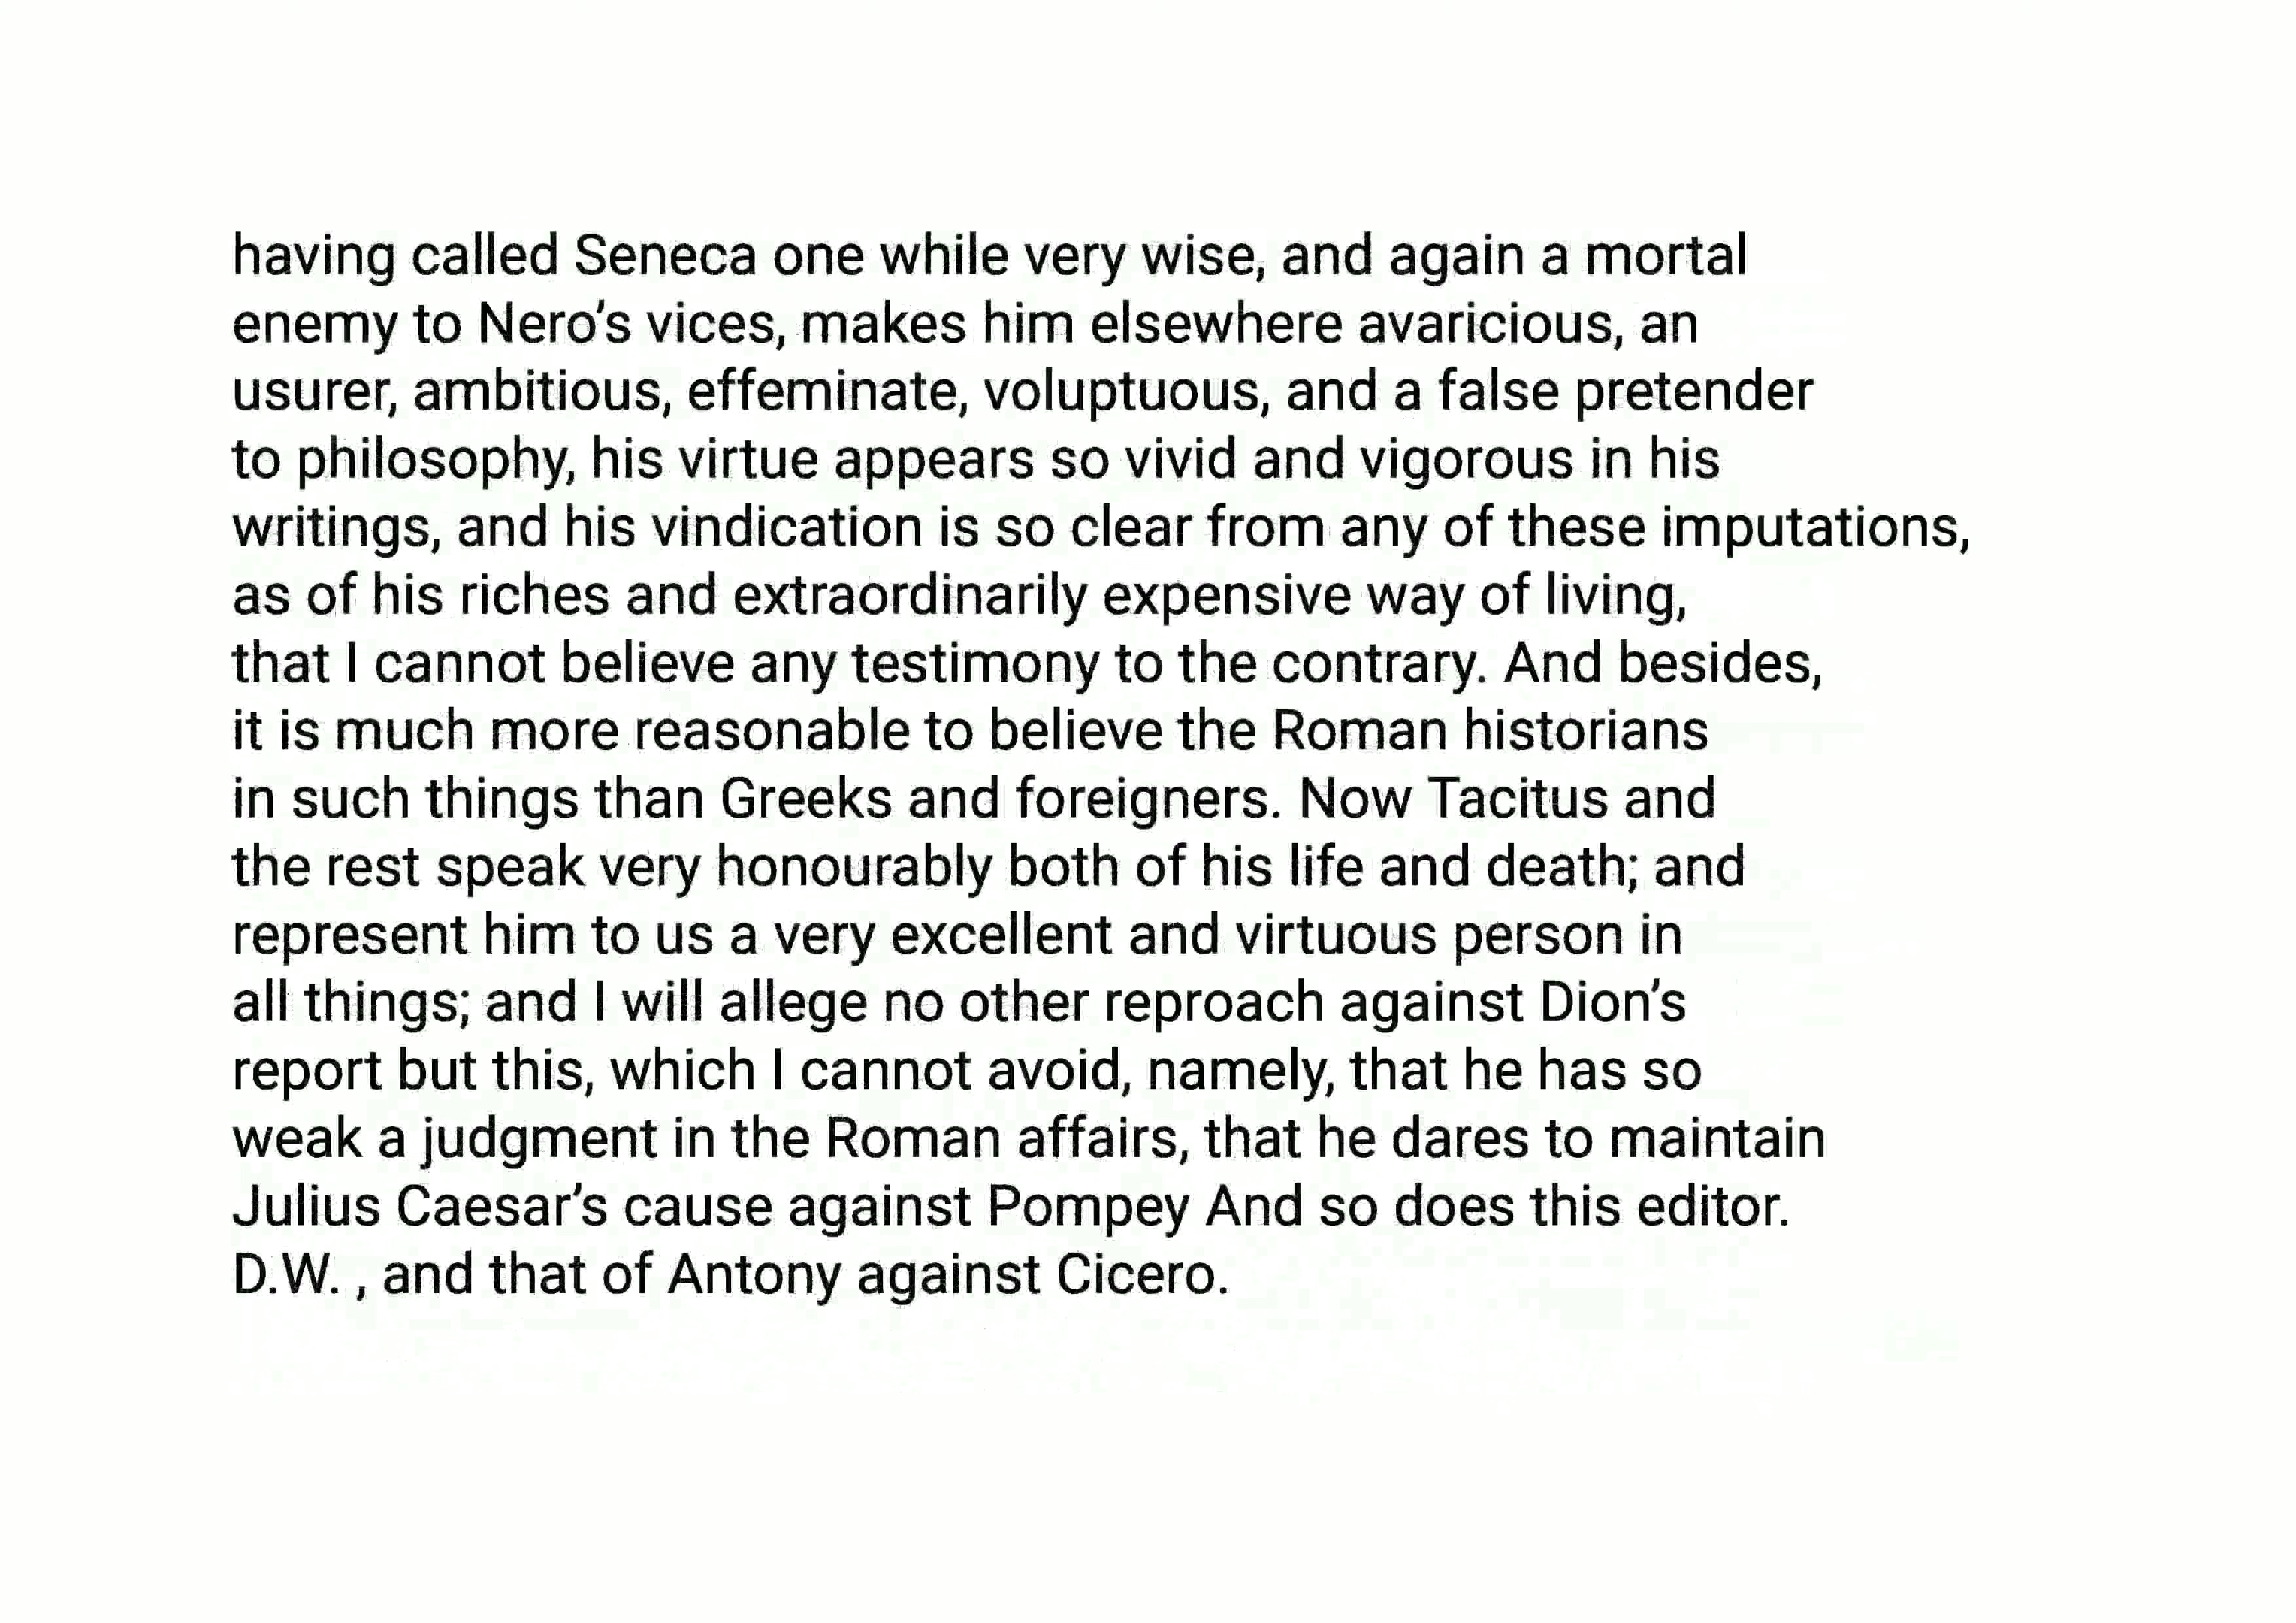 having called Seneca one while very wise, and again a mortal
enemy to Nero’s vices, makes him elsewhere avaricious, an
usurer, ambitious, effeminate, voluptuous, and a false pretender
to philosophy, his virtue appears so vivid and vigorous in his
writings, and his vindication is so clear from any of these imputations,
as of his riches and extraordinarily expensive way of living,
that I cannot believe any testimony to the contrary. And besides,
it is much more reasonable to believe the Roman historians
in such things than Greeks and foreigners. Now Tacitus and
the rest speak very honourably both of his life and death; and
represent him to us a very excellent and virtuous person in
all things; and I will allege no other reproach against Dion’s
report but this, which I cannot avoid, namely, that he has so
weak a judgment in the Roman affairs, that he dares to maintain
Julius Caesar’s cause against Pompey And so does this editor.
D.W. , and that of Antony against Cicero.